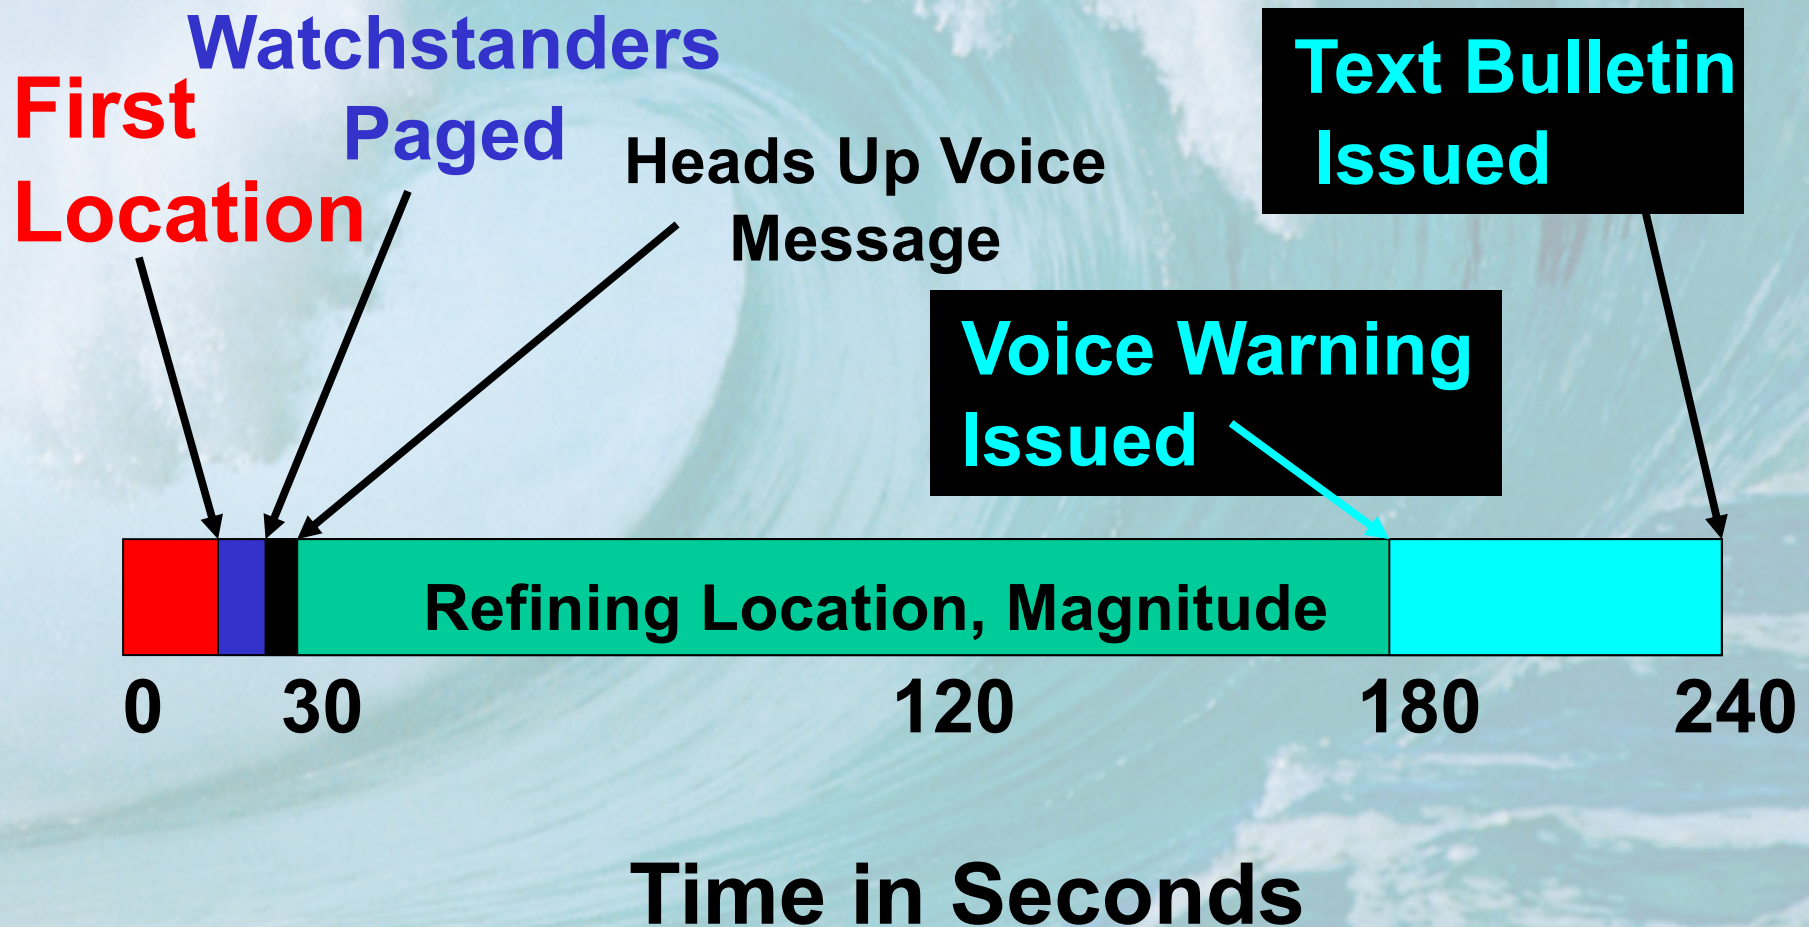 First
Location
Watchstanders
Paged
Heads Up Voice
Message
Text Bulletin
Issued
Voice Warning
Issued
Refining Location, Magnitude
0 30 120 180 240
Time in Seconds